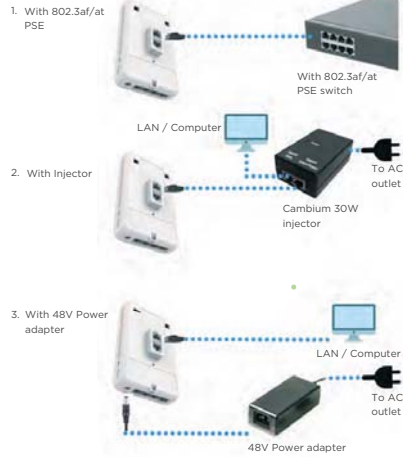 1. With 802.3af/at
PSE
With 802.3af/at
PSE switch
LAN / Computer
To AC
outlet
2. With Injector
Cambium 30W
injector
3. With 48V Power
adapter
LAN / Computer
To AC
outlet
48V Power adapter